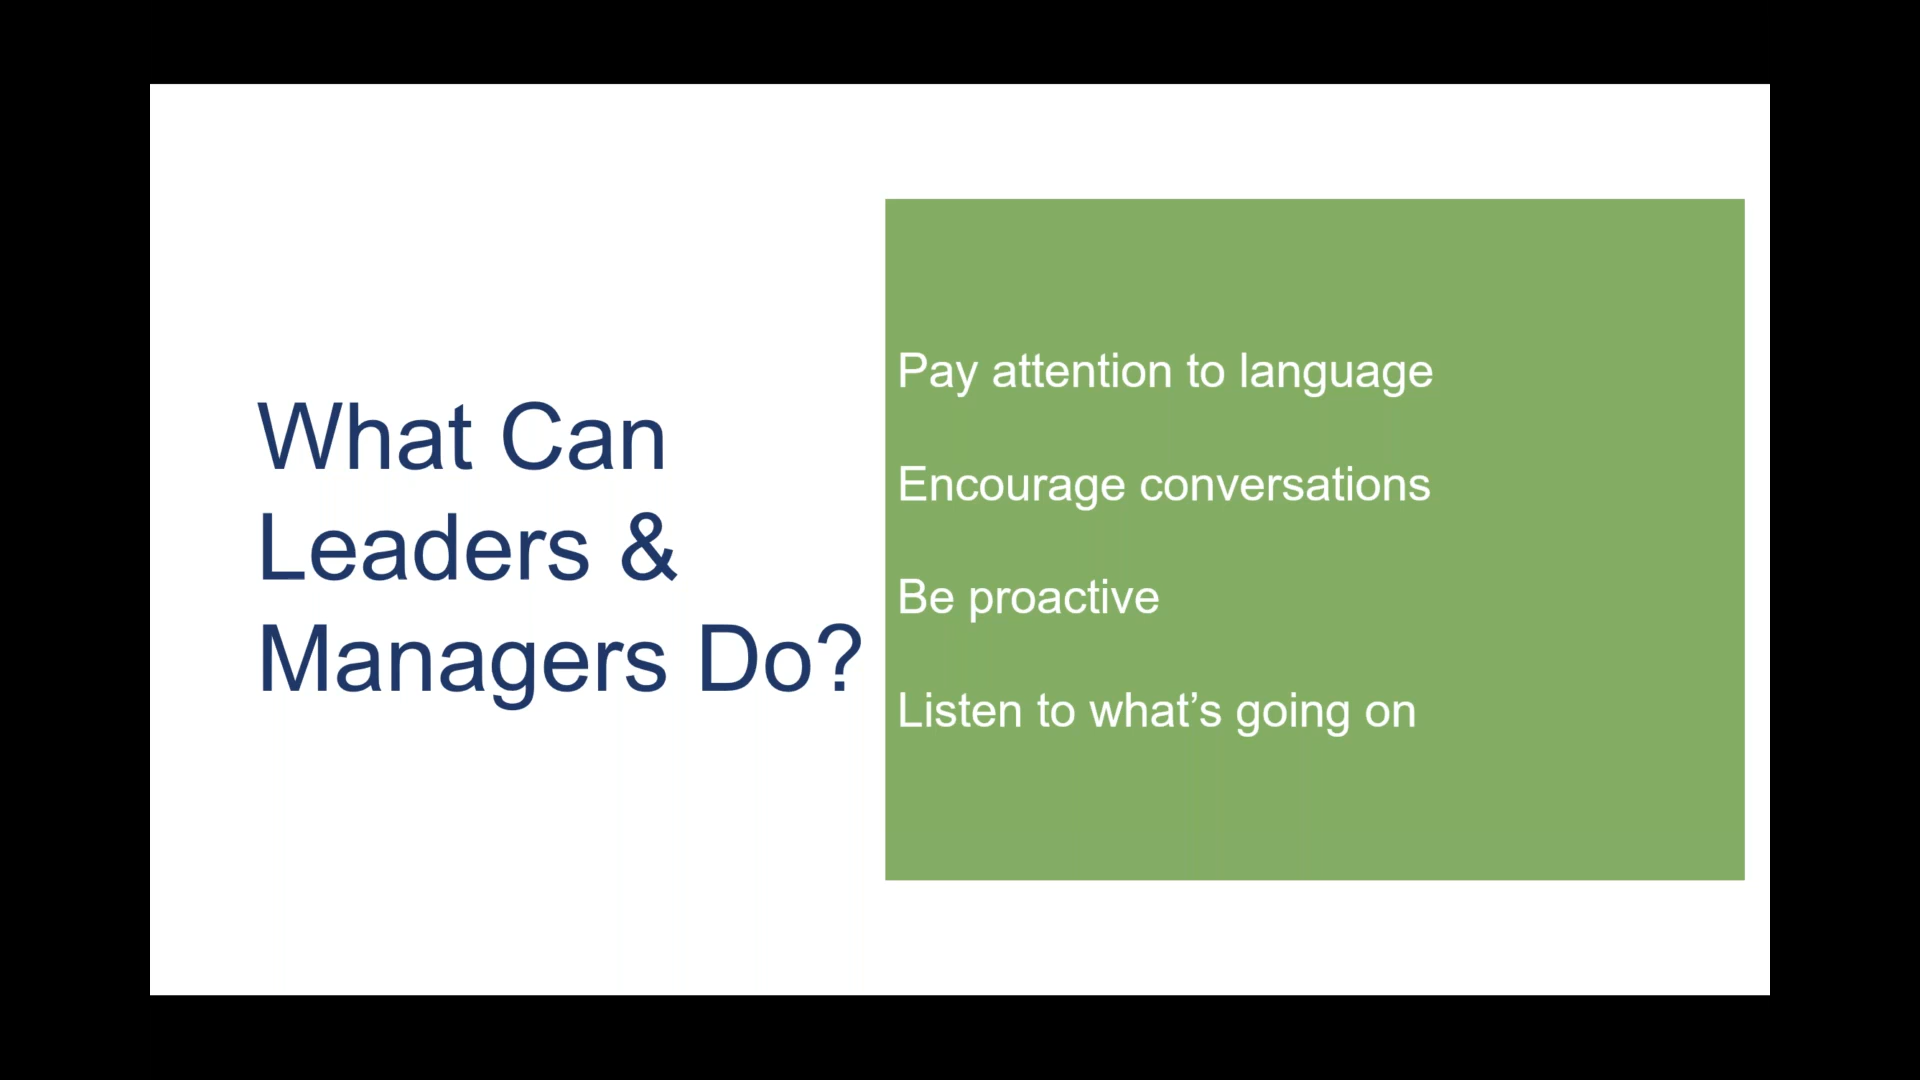 What Can
Leaders &
Managers Do?
Pay attention to language
Encourage conversations
Be proactive
Listen to what’s going on